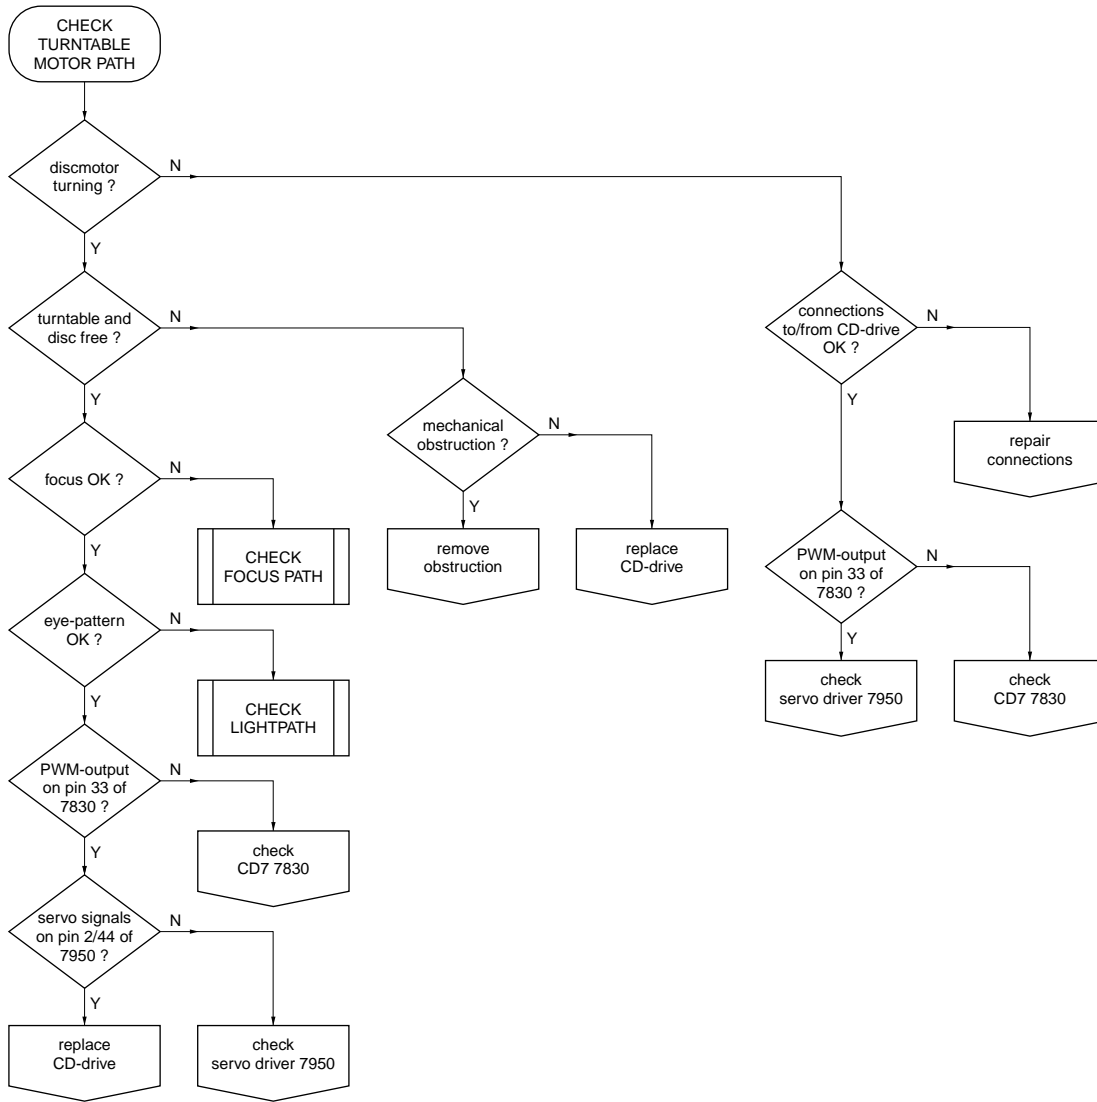 CHECK
TURNTABLE
MOTOR PATH
discmotor
turning ?
N
Y
turntable and
disc free ?
N
Y
connections
to/from CD-drive
OK ?
N
Y
mechanical
obstruction ?
N
Y
repair
connections
focus OK ?
N
Y
CHECK
FOCUS PATH
remove
obstruction
replace
CD-drive
PWM-output
on pin 33 of
7830 ?
N
Y
eye-pattern
OK ?
N
Y
CHECK
LIGHTPATH
check
servo driver 7950
check
CD7 7830
PWM-output
on pin 33 of
7830 ?
N
Y
check
CD7 7830
servo signals
on pin 2/44 of
7950 ?
N
Y
replace
CD-drive
check
servo driver 7950